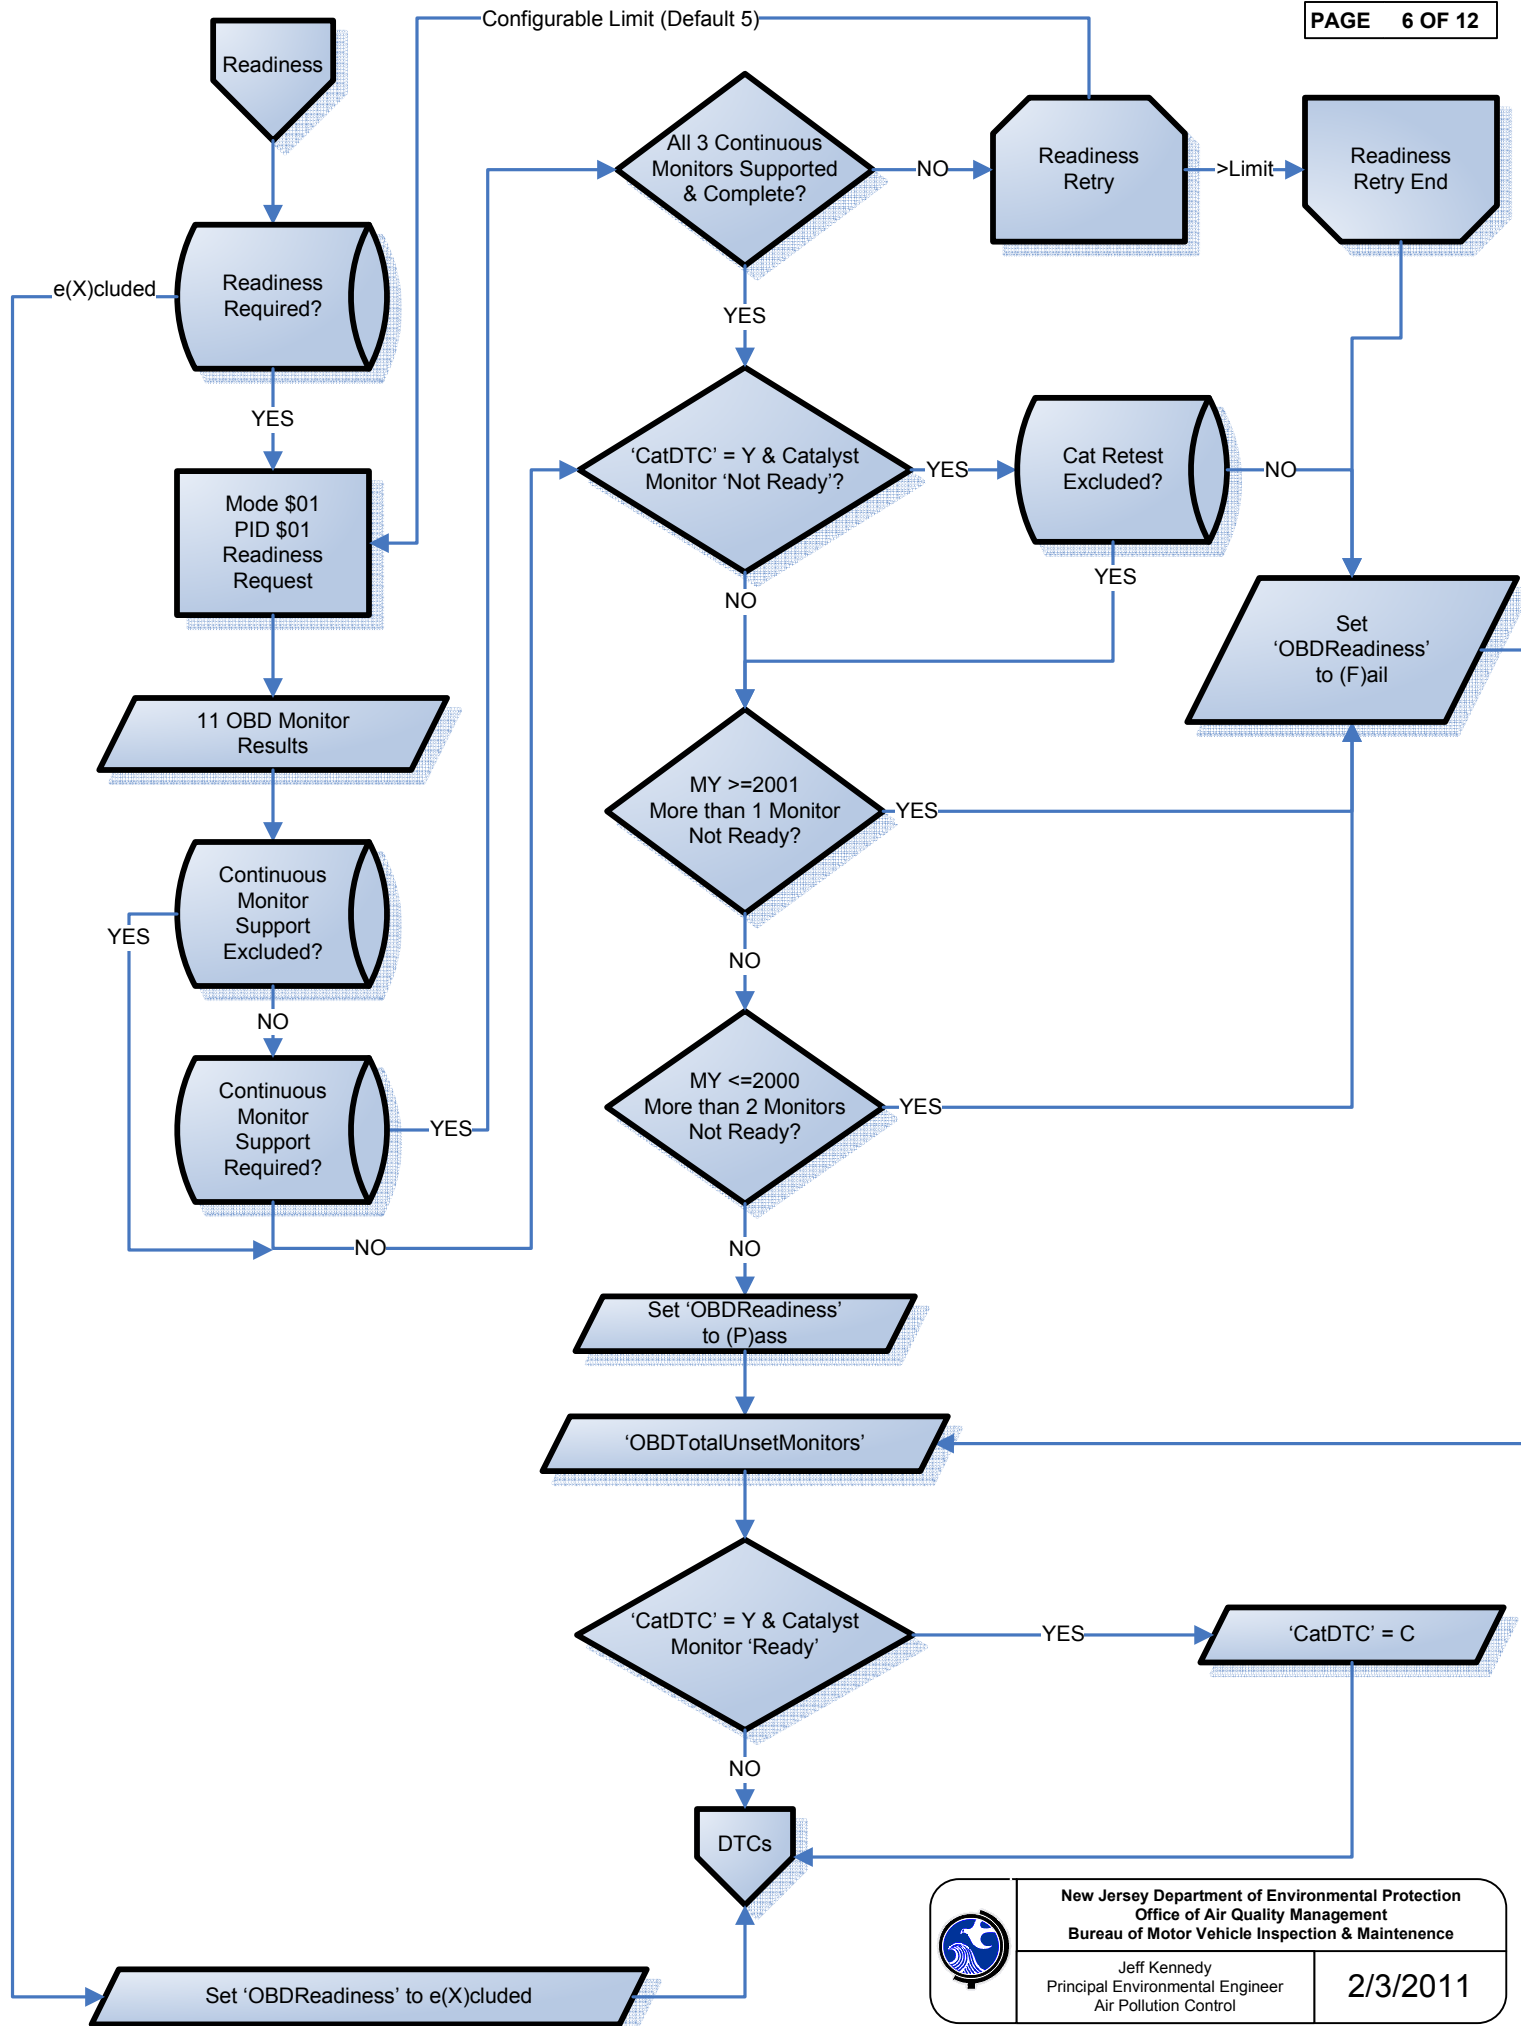 PAGE 6 OF 12
Configurable Limit (Default 5)
Readiness
All 3 Continuous
Monitors Supported
& Complete?
NO
Readiness
Retry
>Limit
Readiness
Retry End
e(X)cluded
Readiness
Required?
YES
YES
Mode $01
PID $01
Readiness
Request
'CatDTC' = Y & Catalyst
Monitor 'Not Ready'?
YES
Cat Retest
Excluded?
NO
YES
NO
Set
'OBDReadiness'
to (F)ail
11 OBD Monitor
Results
MY >=2001
More than 1 Monitor
Not Ready?
YES
Continuous
Monitor
Support
Excluded?
YES
NO
NO
Continuous
Monitor
Support
Required?
YES
NO
MY <=2000
More than 2 Monitors
Not Ready?
YES
NO
Set 'OBDReadiness'
to (P)ass
'OBDTotalUnsetMonitors'
'CatDTC' = Y & Catalyst
Monitor 'Ready'
YES
'CatDTC' = C
NO
DTCs
Set 'OBDReadiness' to e(X)cluded
New Jersey Department of Environmental Protection
Office of Air Quality Management
Bureau of Motor Vehicle Inspection & Maintenence
Jeff Kennedy
Principal Environmental Engineer
Air Pollution Control
2/3/2011